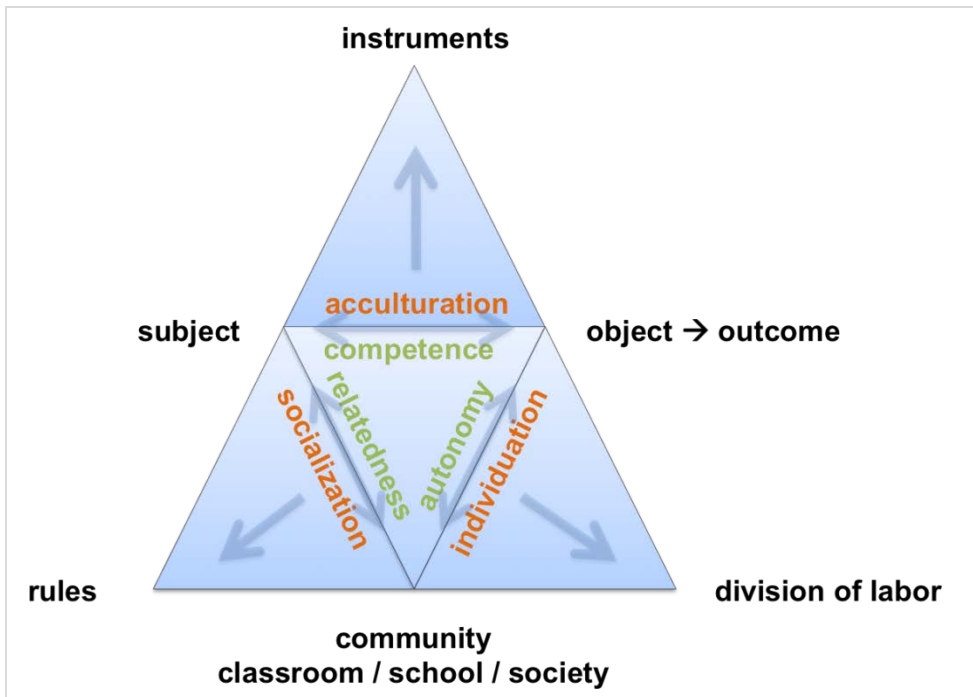 instruments
acculturation
subject
object → outcome
competence
relatedness
autonomy
socialization
individuation
rules
division of labor
community
classroom / school / society